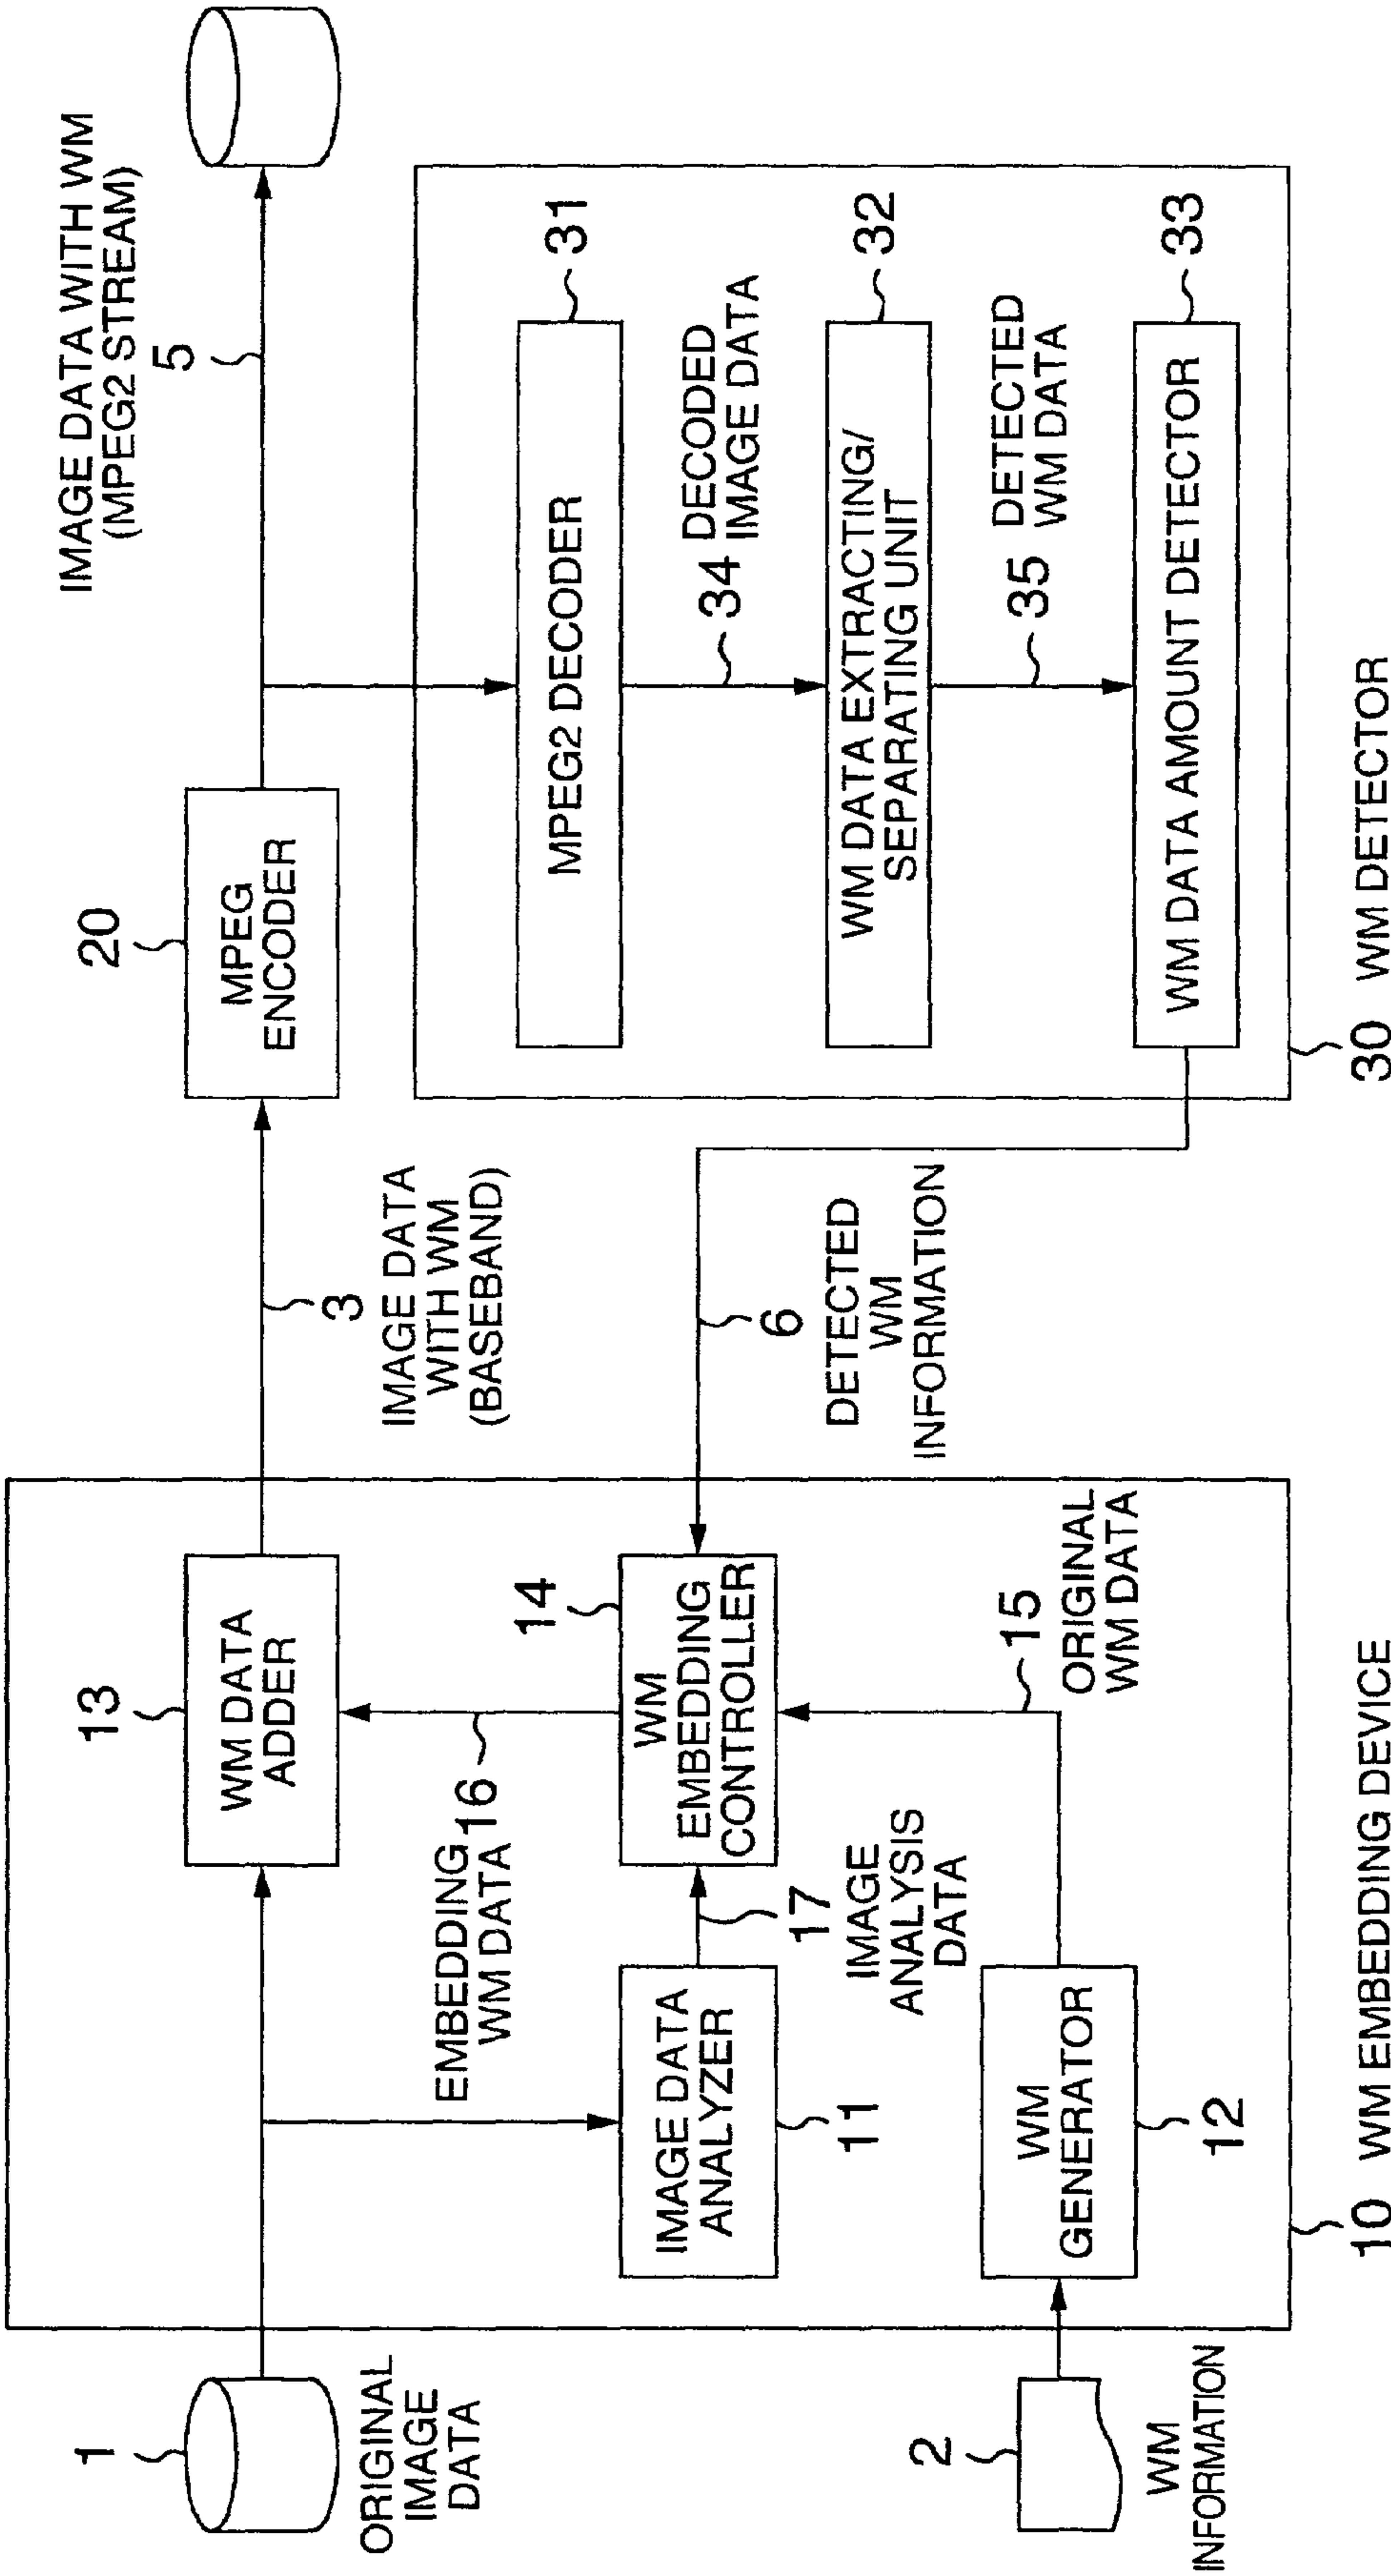 1
ORIGINAL
IMAGE
DATA
2
WM
INFORMATION
10 WM EMBEDDING DEVICE
13
WM DATA
ADDER
EMBEDDING
WM DATA
16
14
WM
EMBEDDING
CONTROLLER
IMAGE DATA
ANALYZER
11
17
IMAGE
ANALYSIS
DATA
WM
GENERATOR
12
15
ORIGINAL
WM DATA
3
IMAGE DATA
WITH WM
(BASEBAND)
6
DETECTED
WM
INFORMATION
20
MPEG
ENCODER
IMAGE DATA WITH WM
(MPEG2 STREAM)
5
MPEG2 DECODER
31
34
DECODED
IMAGE DATA
WM DATA EXTRACTING/
SEPARATING UNIT
32
35
DETECTED
WM DATA
WM DATA AMOUNT DETECTOR
33
30 WM DETECTOR